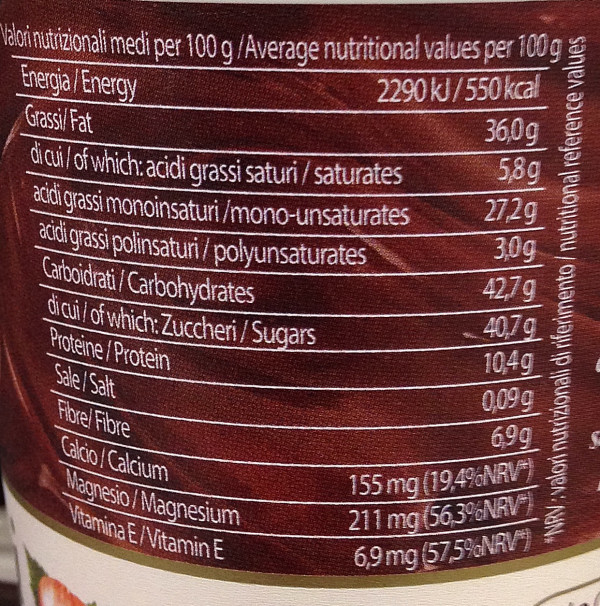 Valori nutrizionali medi per 100 g / Average nutritional values per 100 g
Energia / Energy 2290 kJ / 550 kcal
Grassi / Fat 36,0 g
di cui / of which: acidi grassi saturi / saturates 5,8 g
acidi grassi monoinsaturi / mono-unsaturates 27,2 g
acidi grassi polinsaturi / polyunsaturates 3,0 g
Carboidrati / Carbohydrates 42,7 g
di cui / of which: Zuccheri / Sugars 40,7 g
Proteine / Protein 10,4 g
Sale / Salt 0,09 g
Fibre / Fibre 6,9 g
Calcio / Calcium 155 mg (19,4%NRV*)
Magnesio / Magnesium 211 mg (56,3%NRV*)
Vitamina E / Vitamin E 6,9 mg (57,5%NRV*)
*NRV : valori nutrizionali di riferimento / nutritional reference values